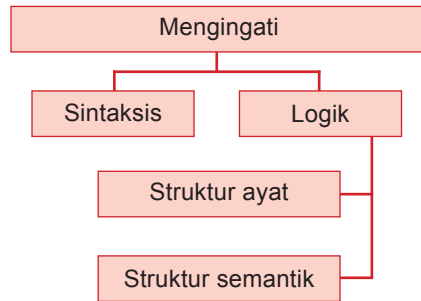 Mengingati
Sintaksis
Logik
Struktur ayat
Struktur semantik